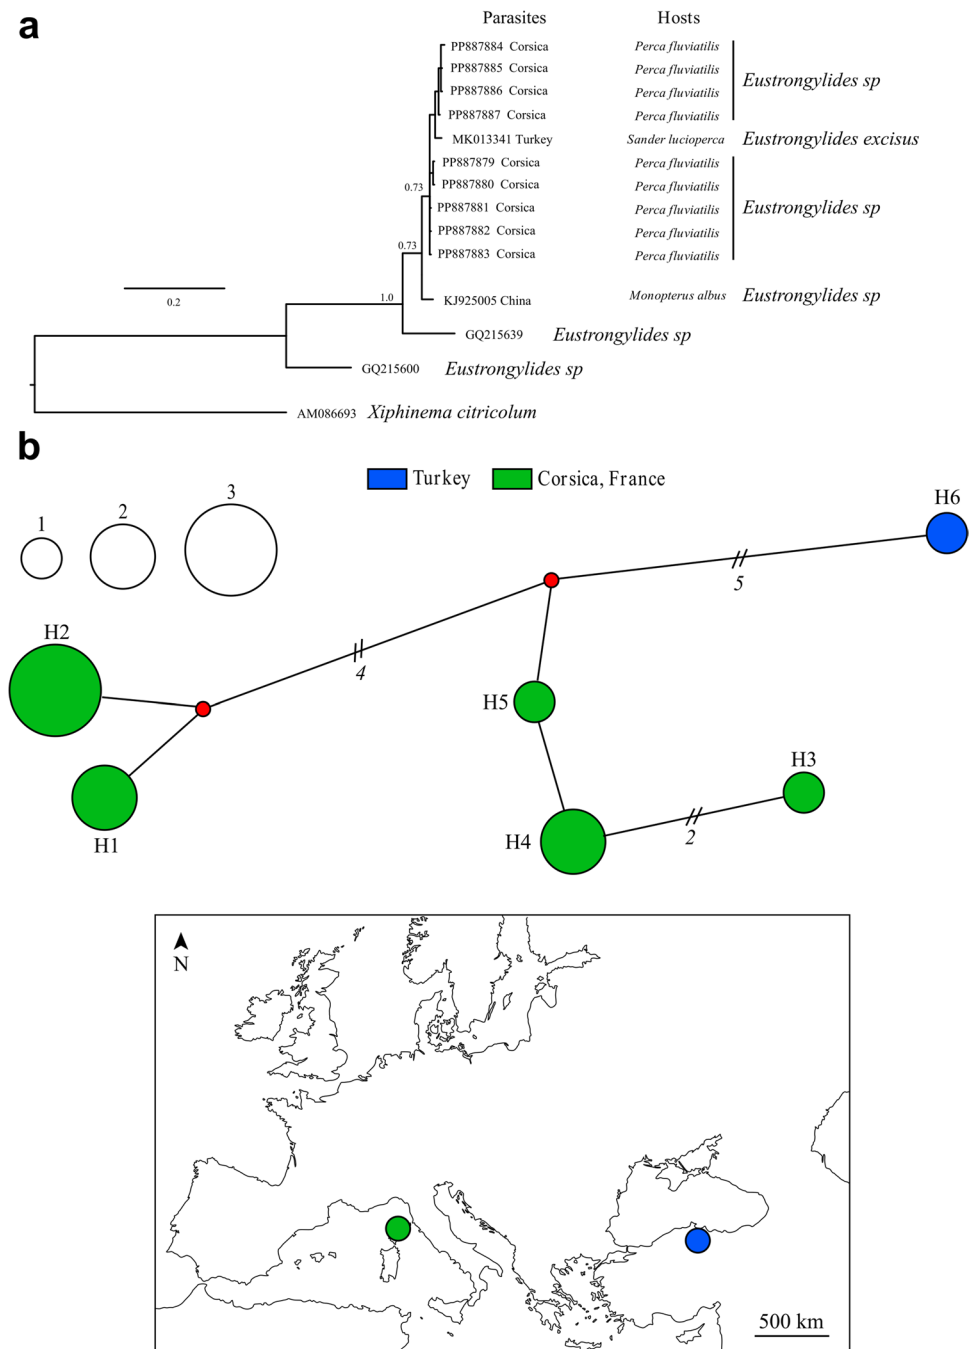 a
Parasites Hosts
PP887884 Corsica Perca fluviatilis
PP887885 Corsica Perca fluviatilis
Eustrongylides sp
PP887886 Corsica Perca fluviatilis
PP887887 Corsica Perca fluviatilis
MK013341 Turkey Sander lucioperca Eustrongylides excisus
PP887879 Corsica Perca fluviatilis
0.73
PP887880 Corsica Perca fluviatilis
PP887881 Corsica Perca fluviatilis Eustrongylides sp
PP887882 Corsica Perca fluviatilis
0.73
PP887883 Corsica Perca fluviatilis
1.0
0.2
KJ925005 China Monopterus albus Eustrongylides sp
GQ215639 Eustrongylides sp
GQ215600 Eustrongylides sp
AM086693 Xiphinema citricolum
b
Turkey Corsica, France
1 2 3
H6
5
H2
4
H5
H3
H1
H4
2
N
500 km